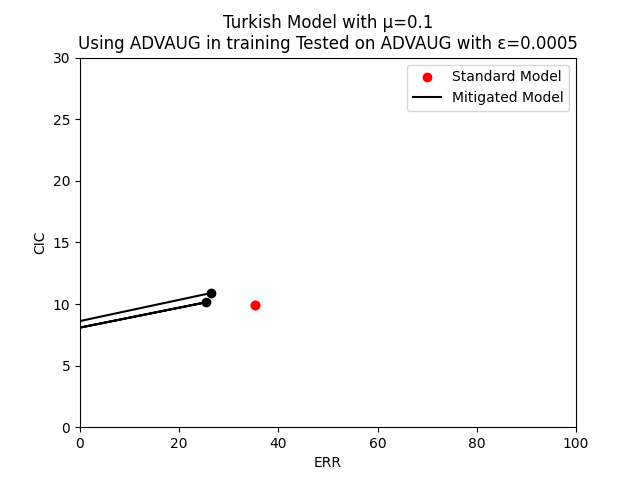 Turkish Model with μ=0.1
Using ADVAUG in training Tested on ADVAUG with ε=0.0005
Standard Model
Mitigated Model
30
25
20
15
10
5
0
CIC
0 20 40 60 80 100
ERR